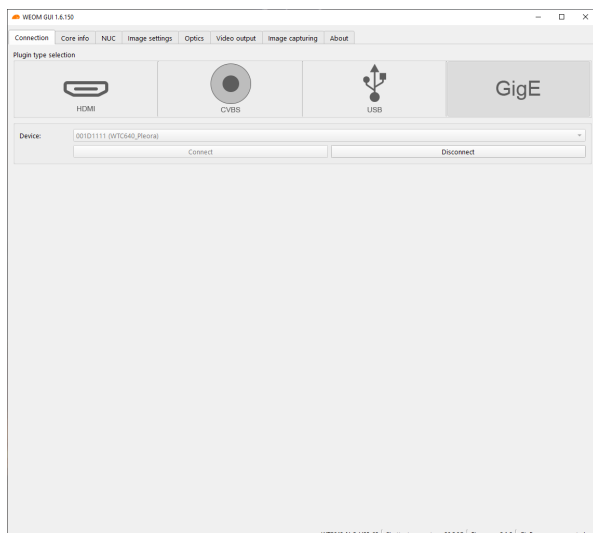 WEOM GUI 1.6.150
Connection Core info NUC Image settings Optics Video output Image capturing About
Plugin type selection
HDMI CVBS USB GigE
Device: 001D1111 (WTC640_Pleora)
Connect Disconnect